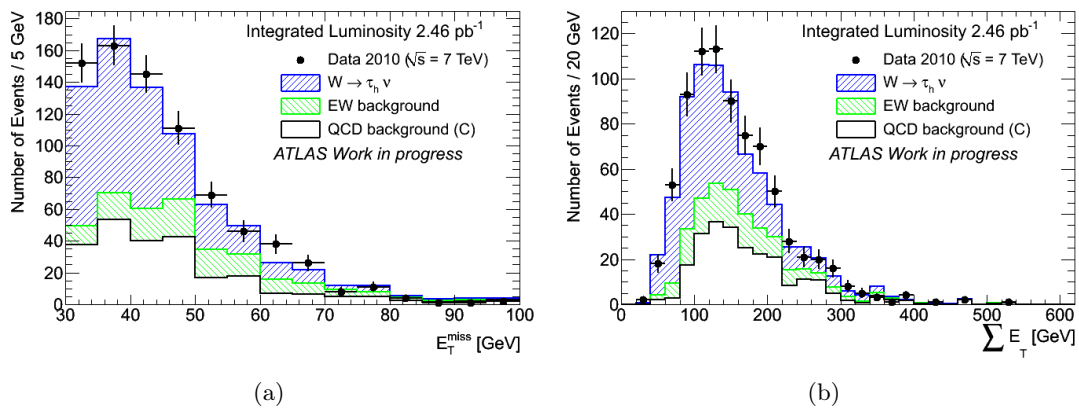 Number of Events / 5 GeV
180
160
140
120
100
80
60
40
20
0
Integrated Luminosity 2.46 pb⁻¹
Data 2010 (√s = 7 TeV)
W → τₕ ν
EW background
QCD background (C)
ATLAS Work in progress
30 40 50 60 70 80 90 100
E_T^miss [GeV]
(a)
Number of Events / 20 GeV
120
100
80
60
40
20
0
Integrated Luminosity 2.46 pb⁻¹
Data 2010 (√s = 7 TeV)
W → τₕ ν
EW background
QCD background (C)
ATLAS Work in progress
0 100 200 300 400 500 600
∑ E_T [GeV]
(b)